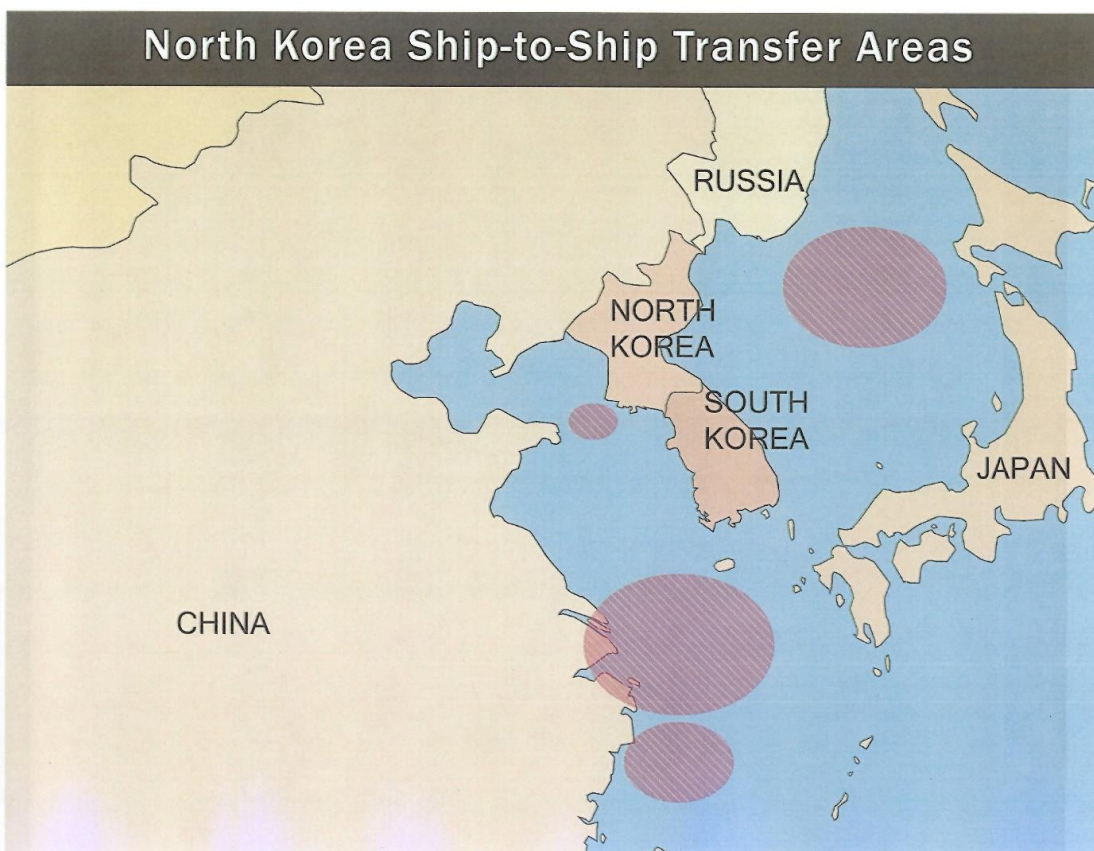 North Korea Ship-to-Ship Transfer Areas
RUSSIA
NORTH
KOREA
SOUTH
KOREA
JAPAN
CHINA